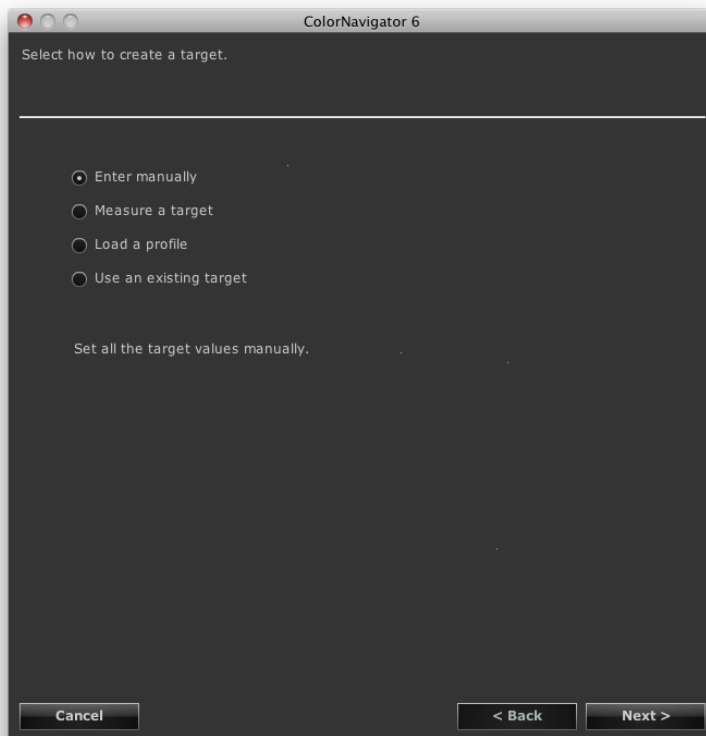 ColorNavigator 6
Select how to create a target.
Enter manually
Measure a target
Load a profile
Use an existing target
Set all the target values manually.
Cancel
< Back
Next >